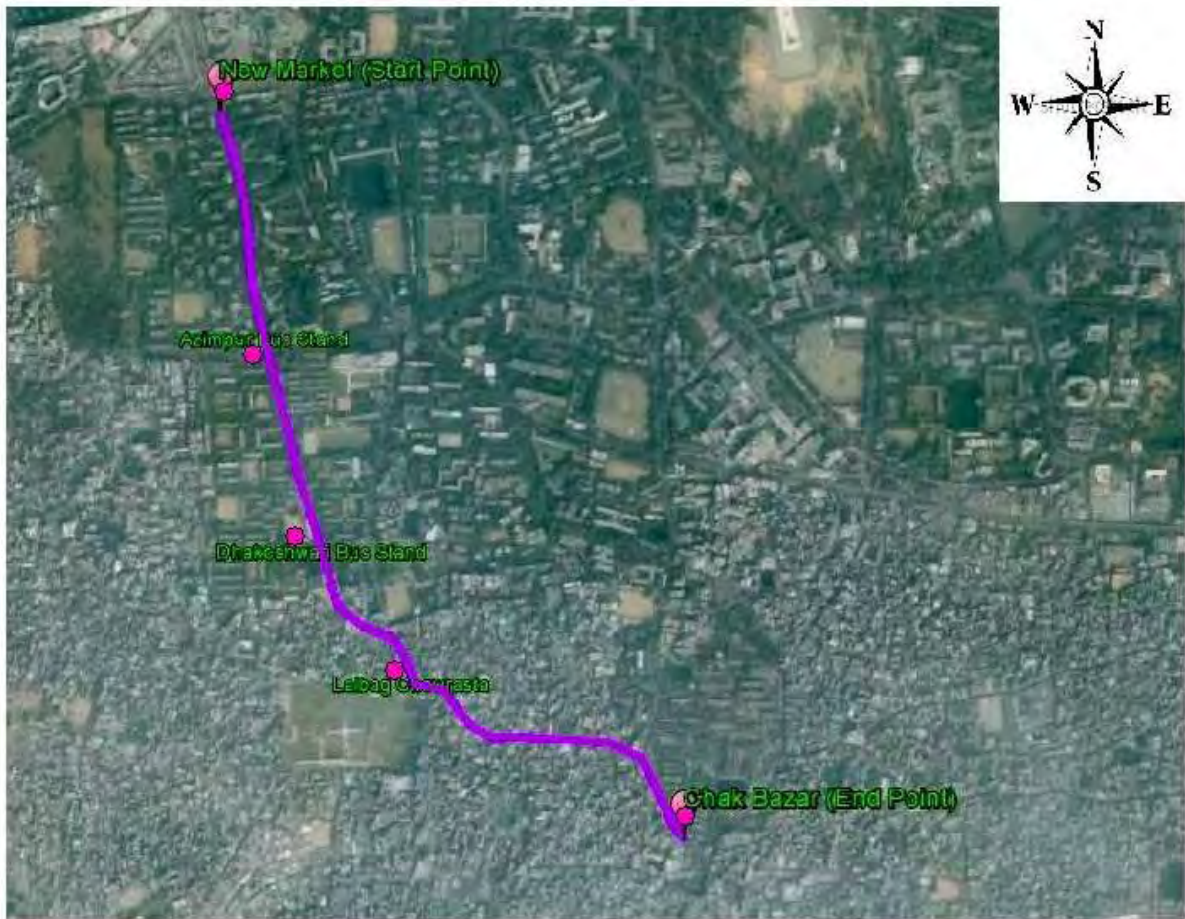 N
W E
S
New Market (Start Point)
Azimpur Bus Stand
Dhakeshwari Bus Stand
Lalbag Chowrasta
Chak Bazar (End Point)